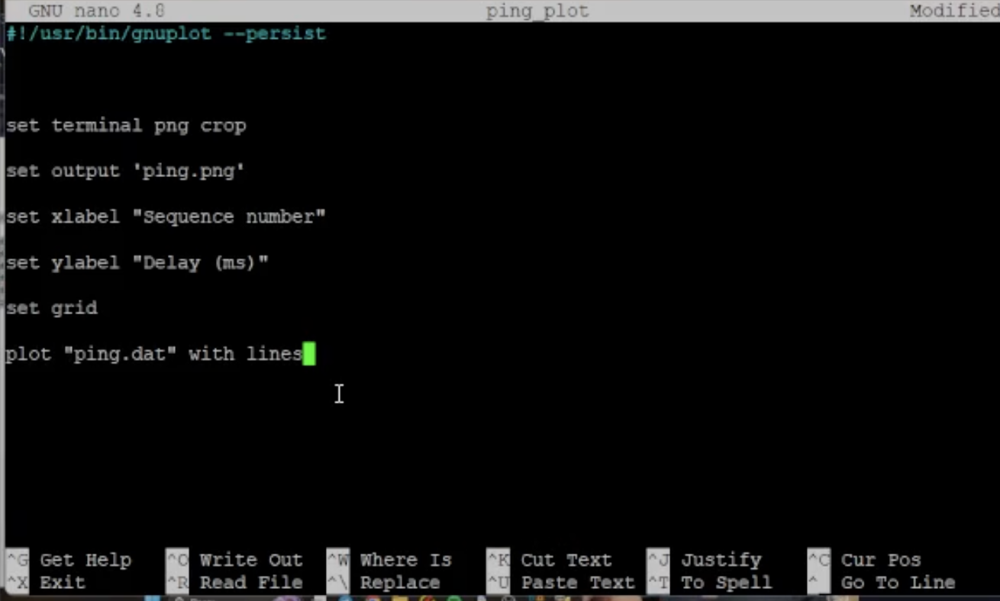 GNU nano 4.8 ping_plot Modified
#!/usr/bin/gnuplot --persist
set terminal png crop
set output 'ping.png'
set xlabel "Sequence number"
set ylabel "Delay (ms)"
set grid
plot "ping.dat" with lines
^G Get Help ^O Write Out ^W Where Is ^K Cut Text ^J Justify ^C Cur Pos
^X Exit ^R Read File ^\ Replace ^U Paste Text ^T To Spell ^_ Go To Line